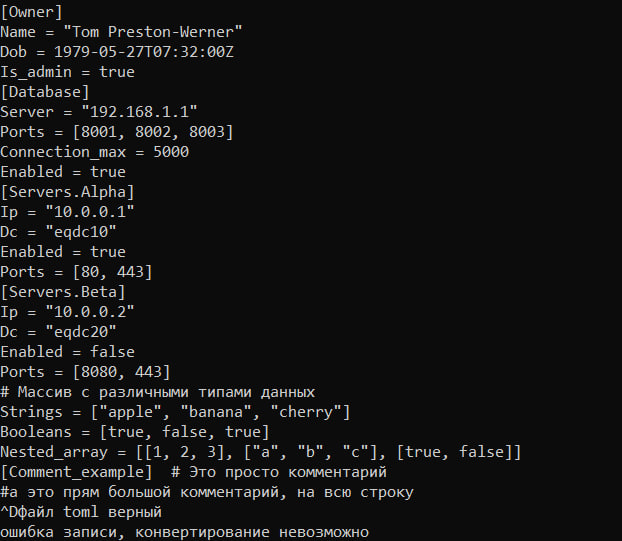 [Owner]
Name = "Tom Preston-Werner"
Dob = 1979-05-27T07:32:00Z
Is_admin = true
[Database]
Server = "192.168.1.1"
Ports = [8001, 8002, 8003]
Connection_max = 5000
Enabled = true
[Servers.Alpha]
Ip = "10.0.0.1"
Dc = "eqdc10"
Enabled = true
Ports = [80, 443]
[Servers.Beta]
Ip = "10.0.0.2"
Dc = "eqdc20"
Enabled = false
Ports = [8080, 443]
# Массив с различными типами данных
Strings = ["apple", "banana", "cherry"]
Booleans = [true, false, true]
Nested_array = [[1, 2, 3], ["a", "b", "c"], [true, false]]
[Comment_example]  # Это просто комментарий
#а это прям большой комментарий, на всю строку
^Dфайл toml верный
ошибка записи, конвертирование невозможно